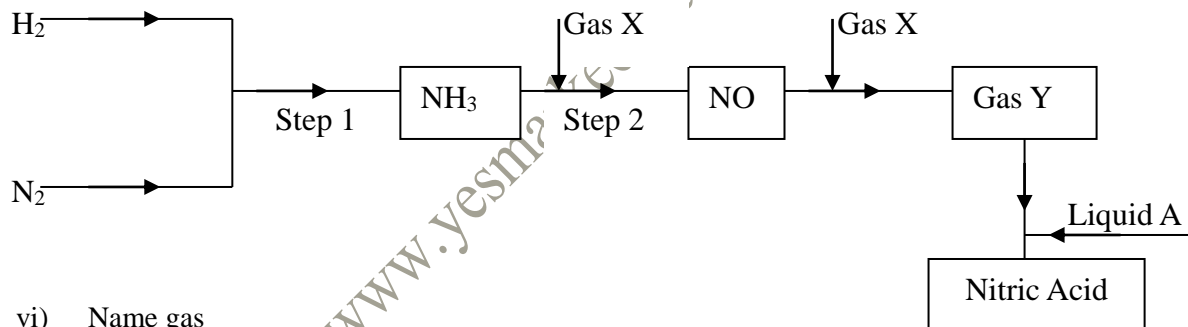 H₂
Gas X
Gas X
NH₃
NO
Gas Y
Step 1
Step 2
N₂
Liquid A
Nitric Acid
vi) Name gas